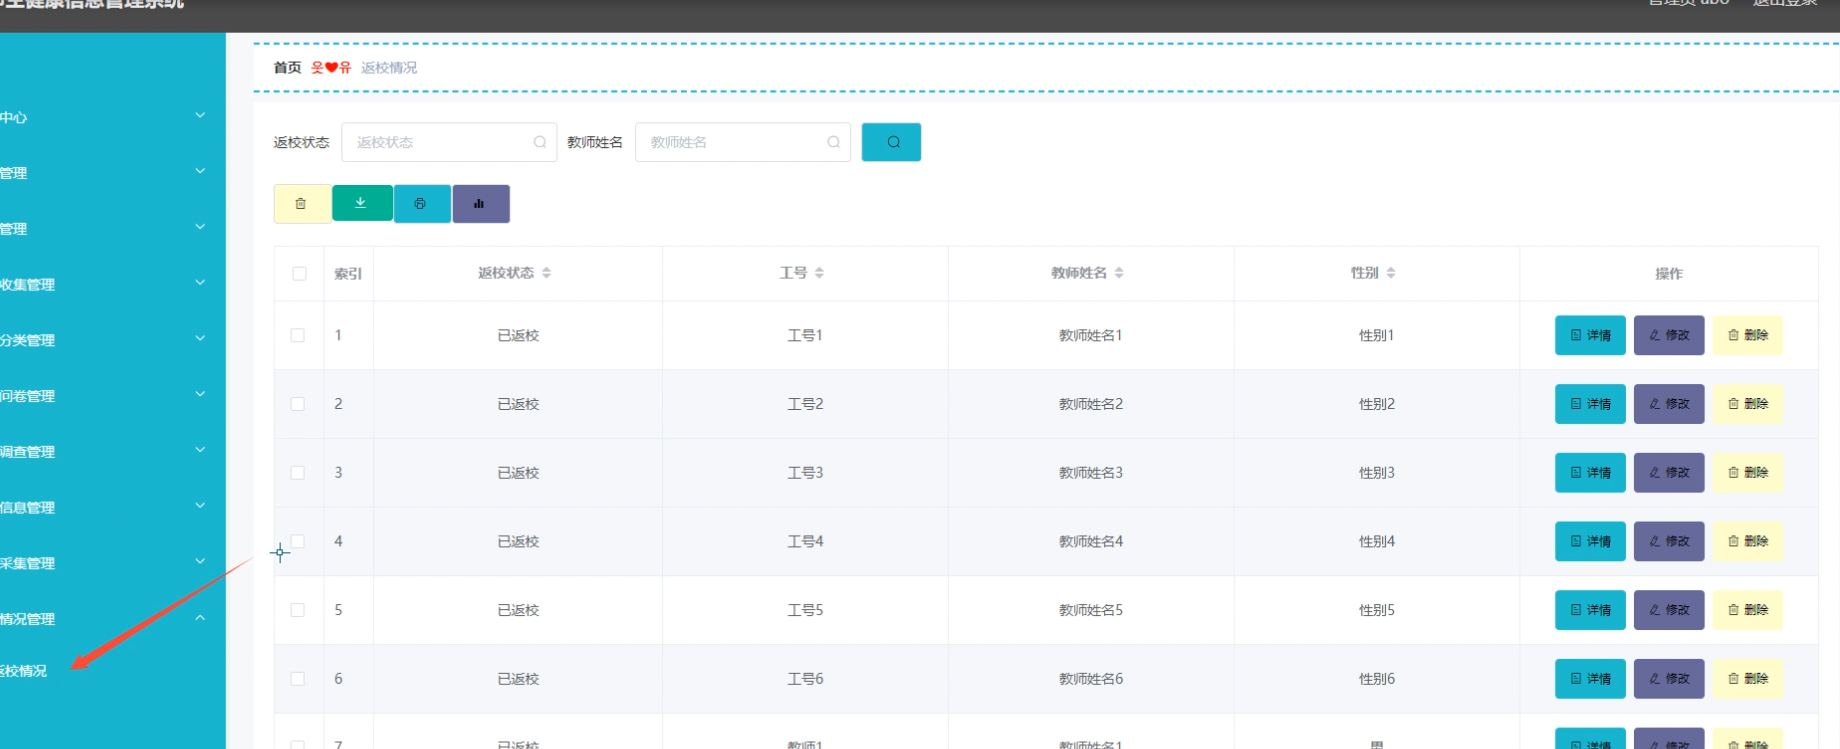 师生健康信息管理系统
管理员 abo 退出登录
中心
管理
管理
收集管理
分类管理
问卷管理
调查管理
信息管理
采集管理
情况管理
返校情况
首页 웃❤유 返校情况
返校状态 返校状态 教师姓名 教师姓名
索引 返校状态 工号 教师姓名 性别 操作
1 已返校 工号1 教师姓名1 性别1 详情 修改 删除
2 已返校 工号2 教师姓名2 性别2 详情 修改 删除
3 已返校 工号3 教师姓名3 性别3 详情 修改 删除
4 已返校 工号4 教师姓名4 性别4 详情 修改 删除
5 已返校 工号5 教师姓名5 性别5 详情 修改 删除
6 已返校 工号6 教师姓名6 性别6 详情 修改 删除
7 已返校 教师1 教师姓名1 男 详情 修改 删除